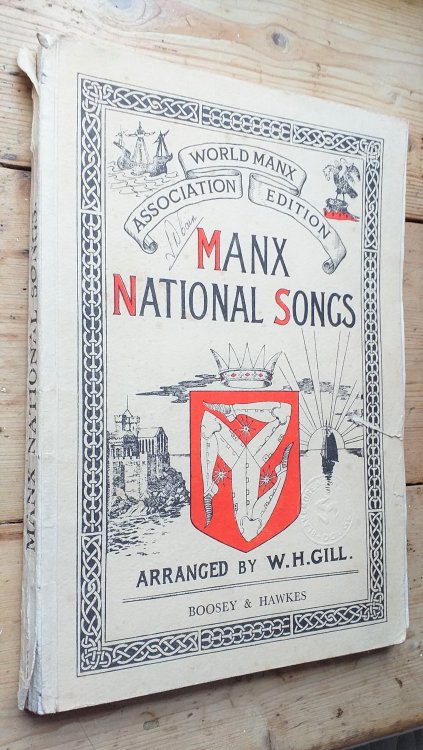 WORLD MANX
ASSOCIATION EDITION
MANX
NATIONAL SONGS
ARRANGED BY W.H.GILL.
BOOSEY & HAWKES
MANX NATIONAL SONGS